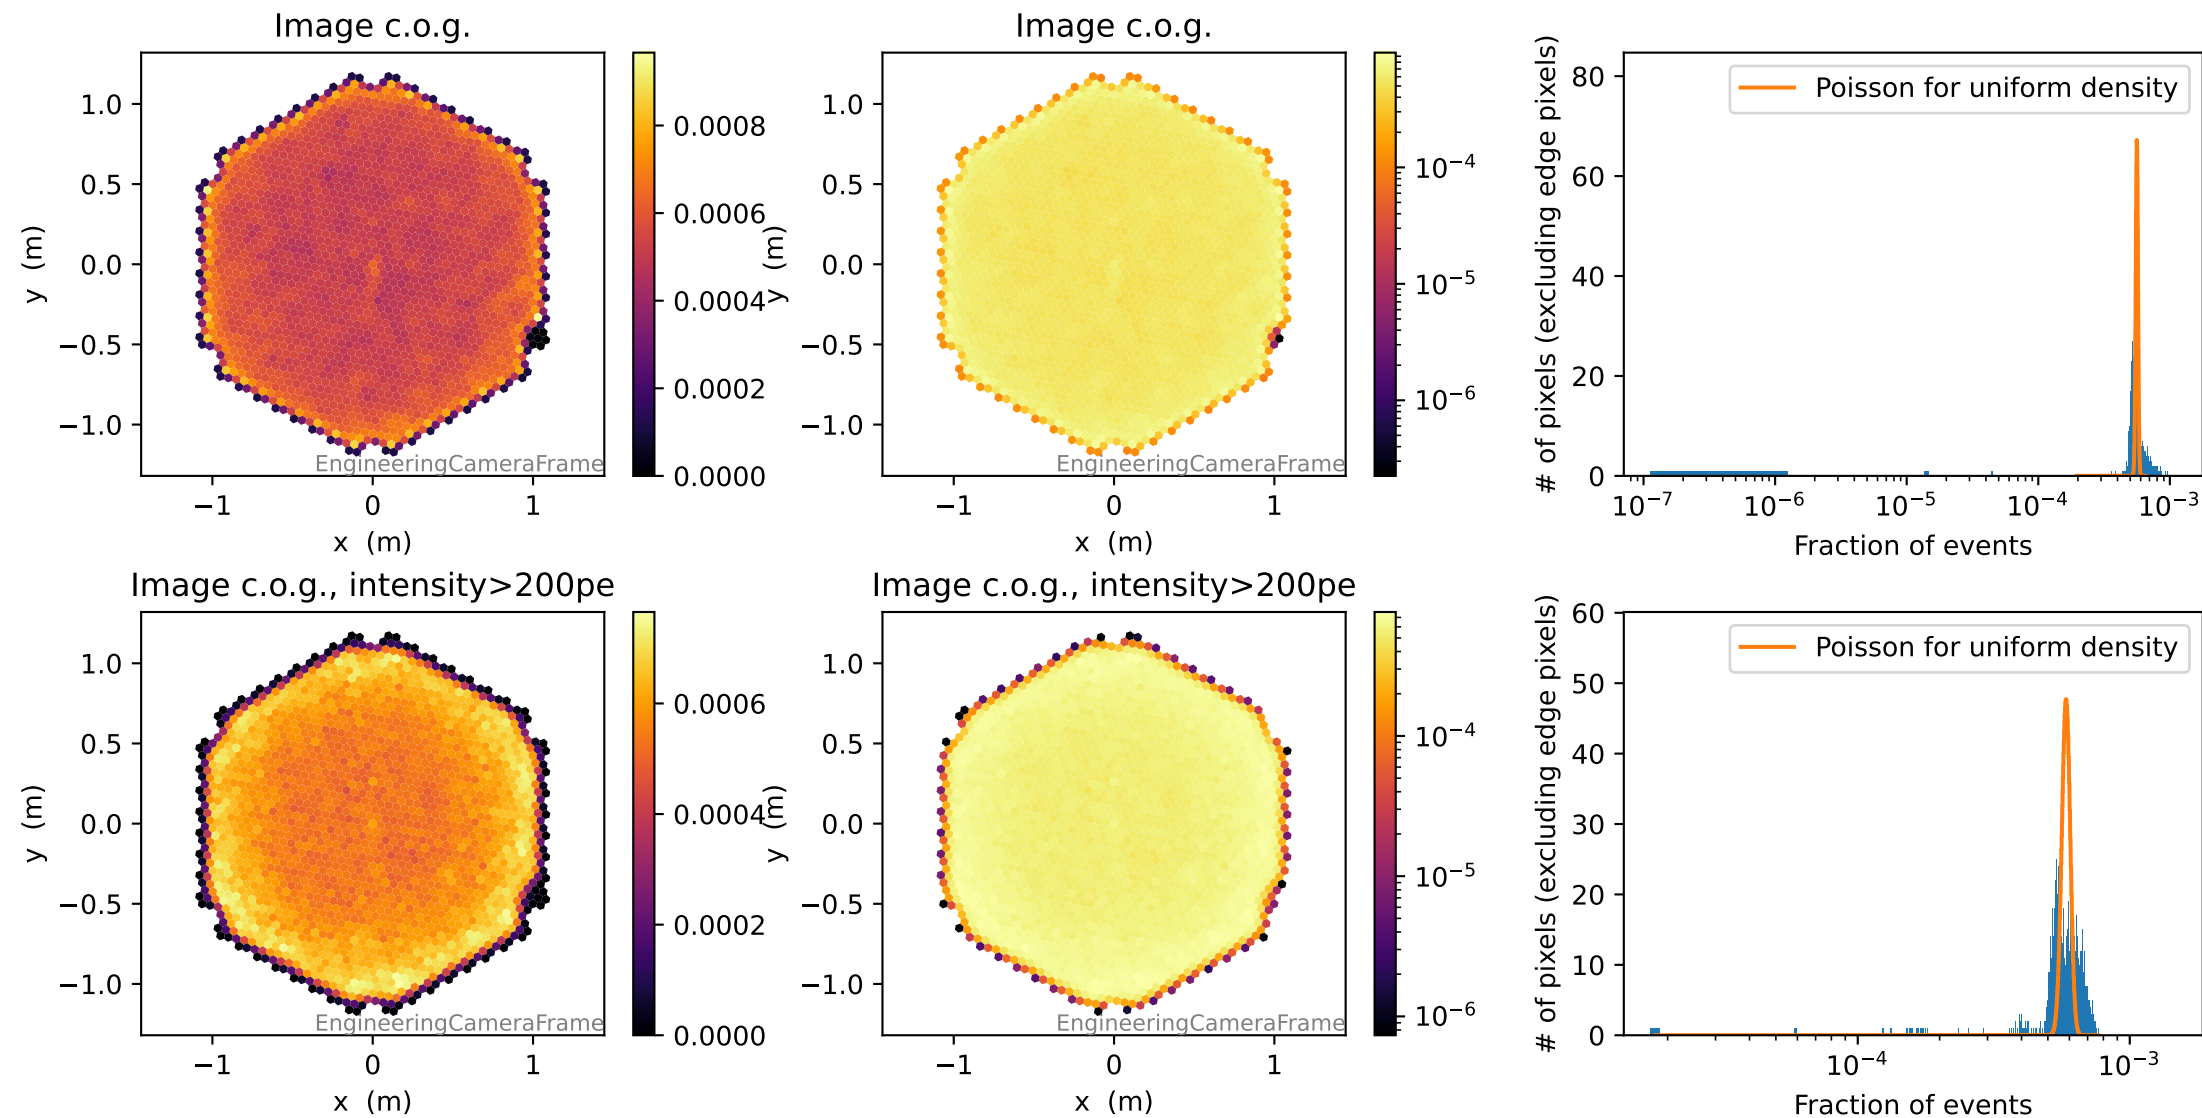 Image c.o.g.
1.0
0.5
0.0
−0.5
−1.0
y (m)
−1 0 1
x (m)
EngineeringCameraFrame
0.0008
0.0006
0.0004
0.0002
0.0000
Image c.o.g.
1.0
0.5
0.0
−0.5
−1.0
y (m)
−1 0 1
x (m)
EngineeringCameraFrame
10−4
10−5
10−6
80
60
40
20
0
# of pixels (excluding edge pixels)
Poisson for uniform density
10−7 10−6 10−5 10−4 10−3
Fraction of events
Image c.o.g., intensity>200pe
1.0
0.5
0.0
−0.5
−1.0
y (m)
−1 0 1
x (m)
EngineeringCameraFrame
0.0006
0.0004
0.0002
0.0000
Image c.o.g., intensity>200pe
1.0
0.5
0.0
−0.5
−1.0
y (m)
−1 0 1
x (m)
EngineeringCameraFrame
10−4
10−5
10−6
60
50
40
30
20
10
0
# of pixels (excluding edge pixels)
Poisson for uniform density
10−4 10−3
Fraction of events